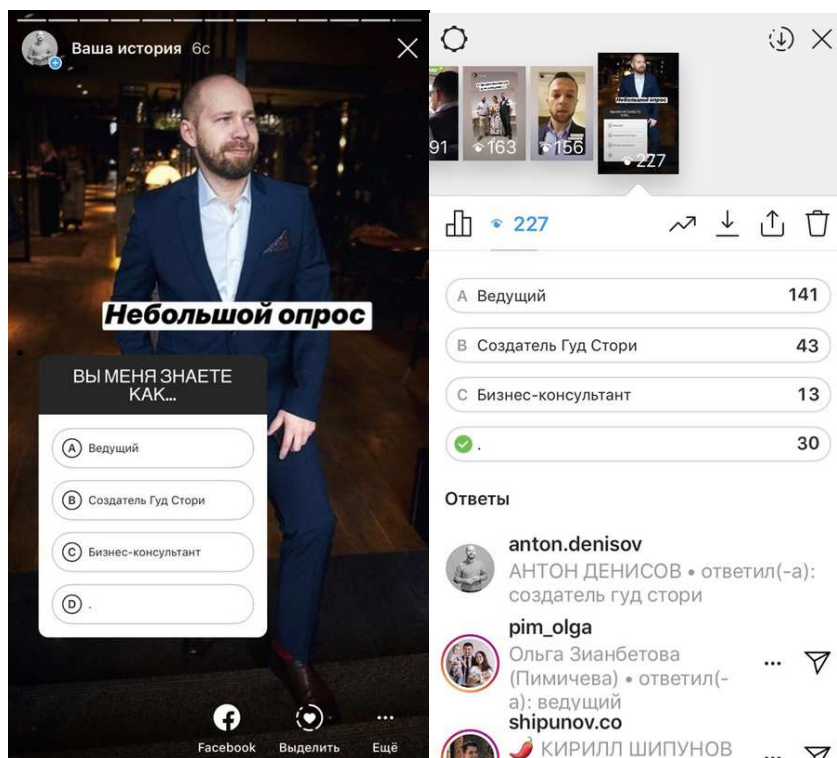 Ваша история 6с
Небольшой опрос
ВЫ МЕНЯ ЗНАЕТЕ
КАК...
A Ведущий
B Создатель Гуд Стори
C Бизнес-консультант
D .
Facebook Выделить Ещё
91 163 156 227
227
A Ведущий 141
B Создатель Гуд Стори 43
C Бизнес-консультант 13
. 30
Ответы
anton.denisov
АНТОН ДЕНИСОВ • ответил(-а):
создатель гуд стори
pim_olga
Ольга Зианбетова
(Пимичева) • ответил(-
а): ведущий
shipunov.co
🌶️ КИРИЛЛ ШИПУНОВ